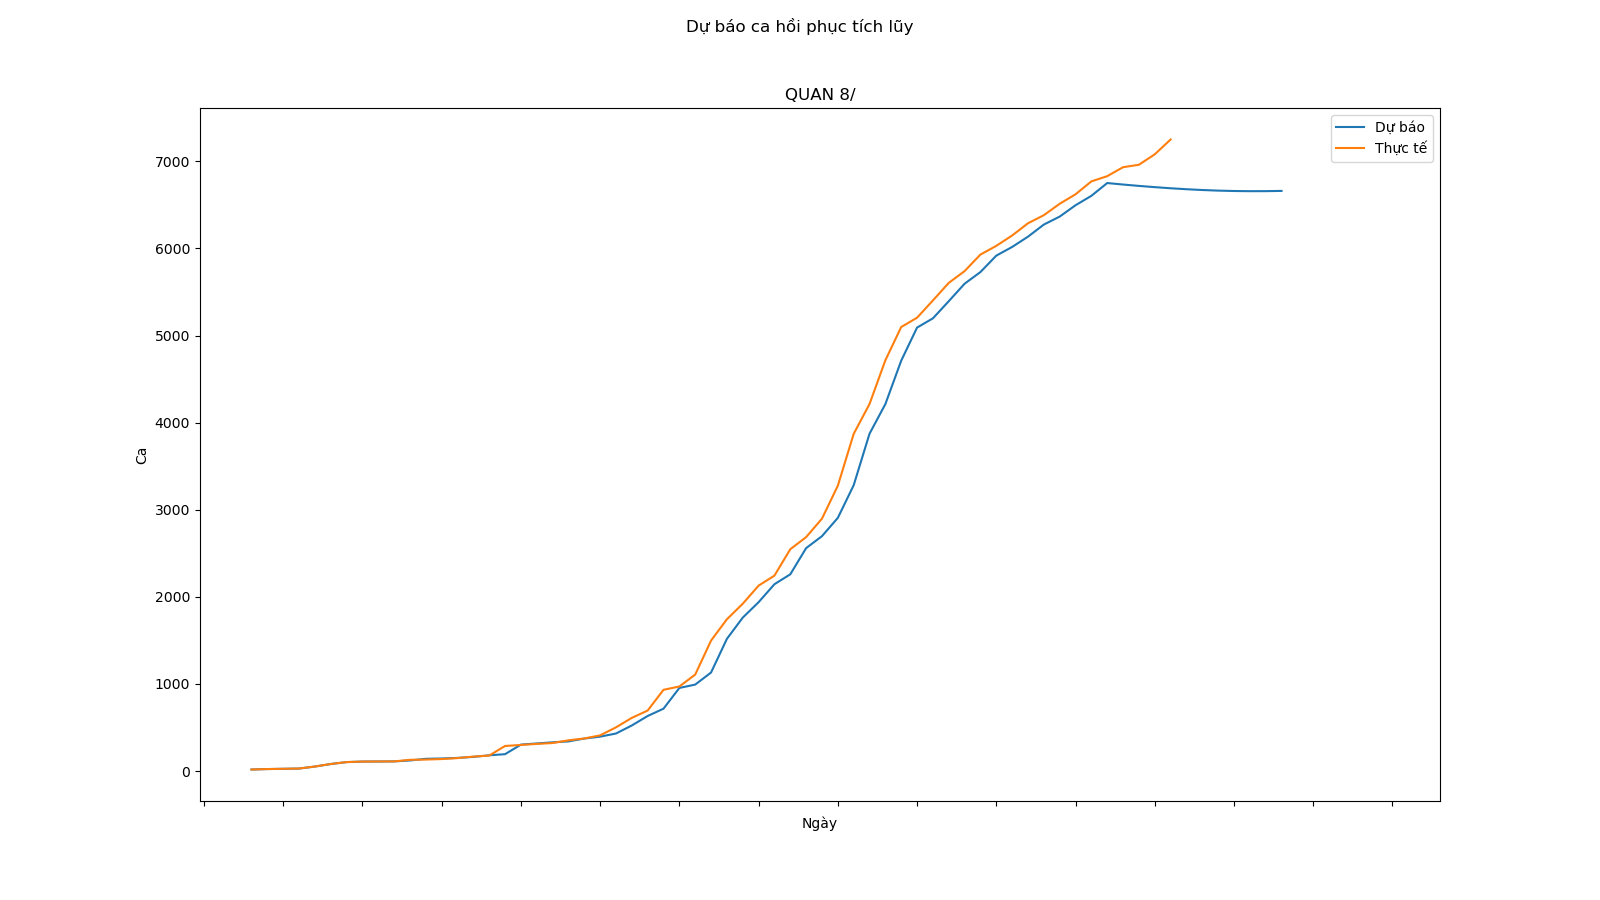 Dự báo ca hồi phục tích lũy
QUAN 8/
Dự báo
Thực tế
7000
6000
5000
4000
3000
2000
1000
0
Ca
Ngày